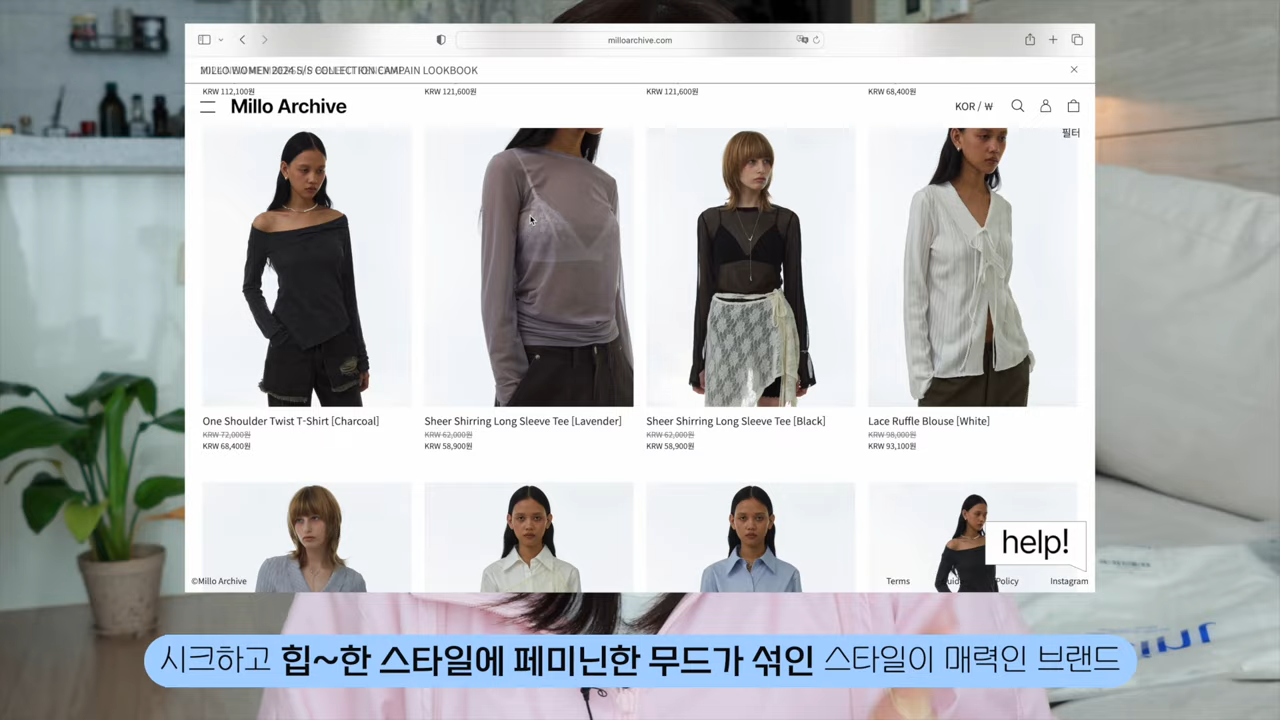 milloarchive.com
KRW 112,100원
KRW 121,600원
KRW 121,600원
KRW 68,400원
Millo Archive
KOR / ₩
필터
One Shoulder Twist T-Shirt [Charcoal]
KRW 72,000원
KRW 68,400원
Sheer Shirring Long Sleeve Tee [Lavender]
KRW 62,000원
KRW 58,900원
Sheer Shirring Long Sleeve Tee [Black]
KRW 62,000원
KRW 58,900원
Lace Ruffle Blouse [White]
KRW 98,000원
KRW 93,100원
help!
©Millo Archive
Terms
Policy
Instagram
시크하고 힙~한 스타일에 페미닌한 무드가 섞인 스타일이 매력인 브랜드